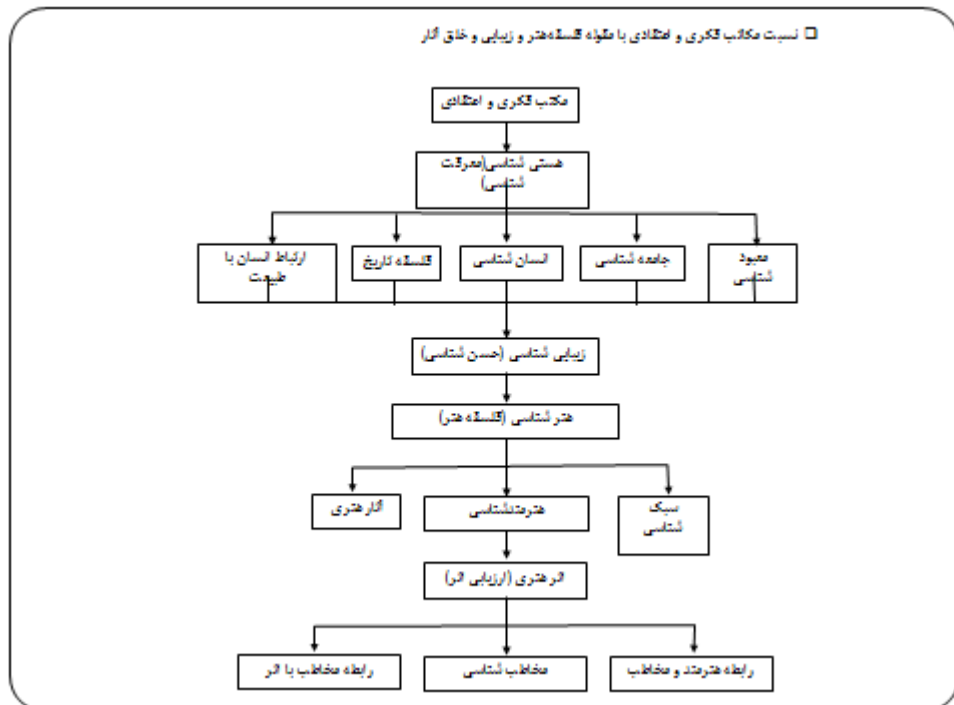 ❑ نسبت مکاتب فکری و اعتقادی با مقوله فلسفه‌هنر و زیبایی و خلق آثار
مکتب فکری و اعتقادی
هستی شناسی(معرفت
شناسی)
معبود
شناسی
جامعه شناسی
انسان شناسی
فلسفه تاریخ
ارتباط انسان با
طبیعت
زیبایی شناسی (حسن شناسی)
هنر شناسی (فلسفه هنر)
سبک
شناسی
هنرمندشناسی
آثار هنری
اثر هنری (ارزیابی اثر)
رابطه هنرمند و مخاطب
مخاطب شناسی
رابطه مخاطب با اثر